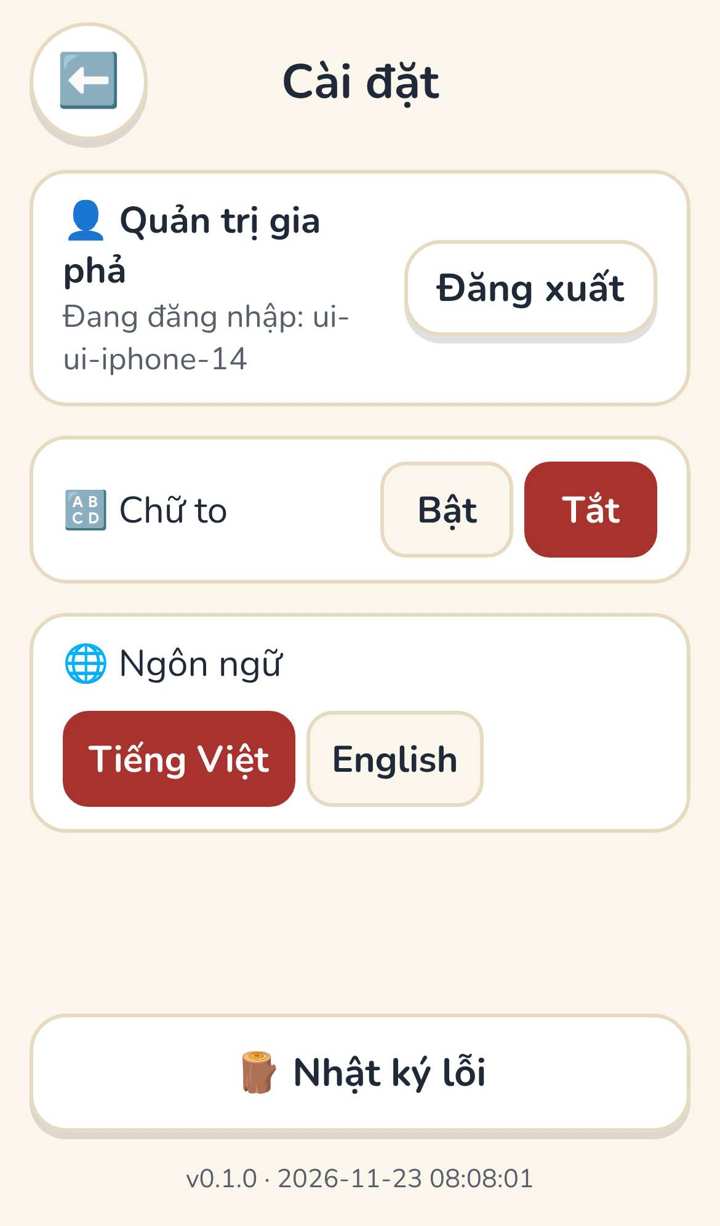 Cài đặt
Quản trị gia
phả
Đang đăng nhập: ui-
ui-iphone-14
Đăng xuất
Chữ to
Bật
Tắt
Ngôn ngữ
Tiếng Việt
English
Nhật ký lỗi
v0.1.0 · 2026-11-23 08:08:01